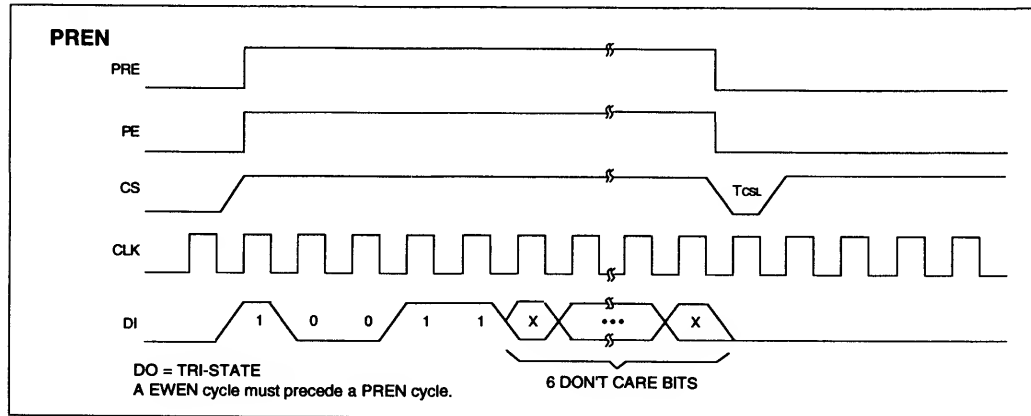 PREN
PRE
PE
CS
TCSL
CLK
DI
1 0 0 1 1 X ••• X
6 DON'T CARE BITS
DO = TRI-STATE
A EWEN cycle must precede a PREN cycle.